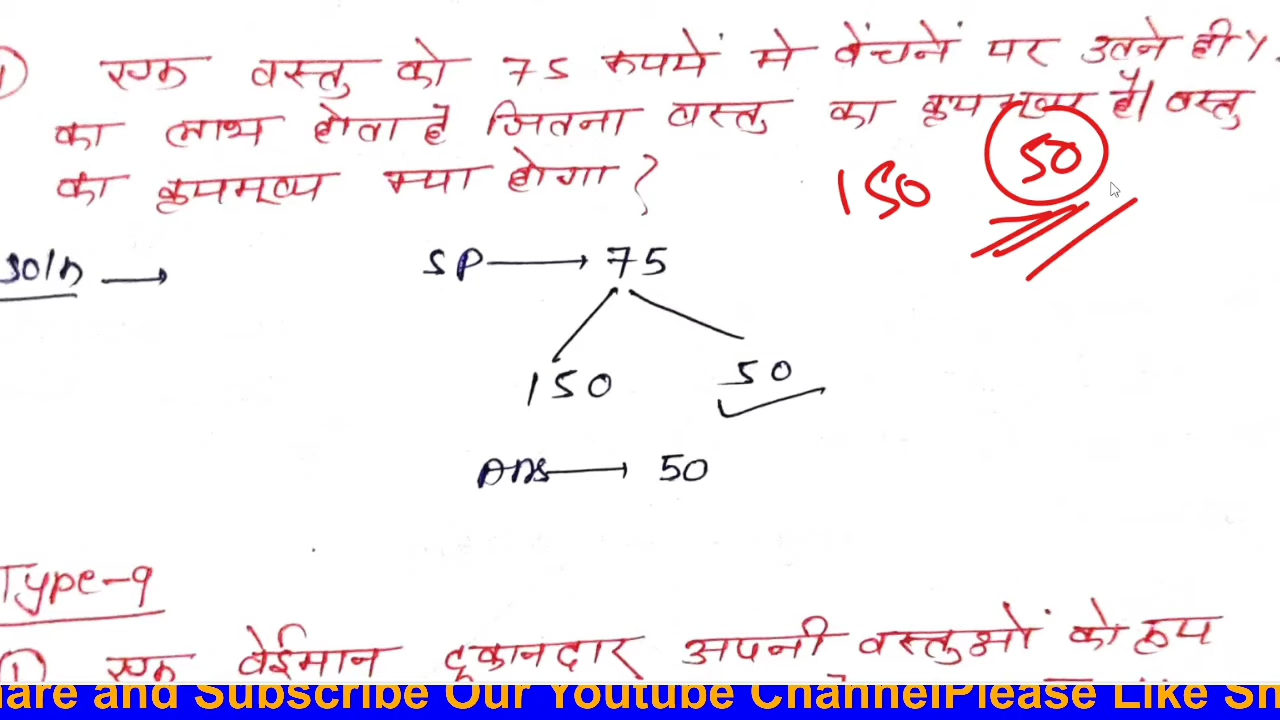 1) एक वस्तु को 75 रुपयें मे बेंचनें पर उतने ही %
का लाभ होता है जितना वस्तु का क्रयमूल्य है। वस्तु
का क्रयमूल्य क्या होगा?
150 50
soln →
SP → 75
150 50
Ans → 50
Type-9
1) एक बेईमान दूकानदार अपनी वस्तुओं को क्रय
hare and Subscribe Our Youtube ChannelPlease Like Sh